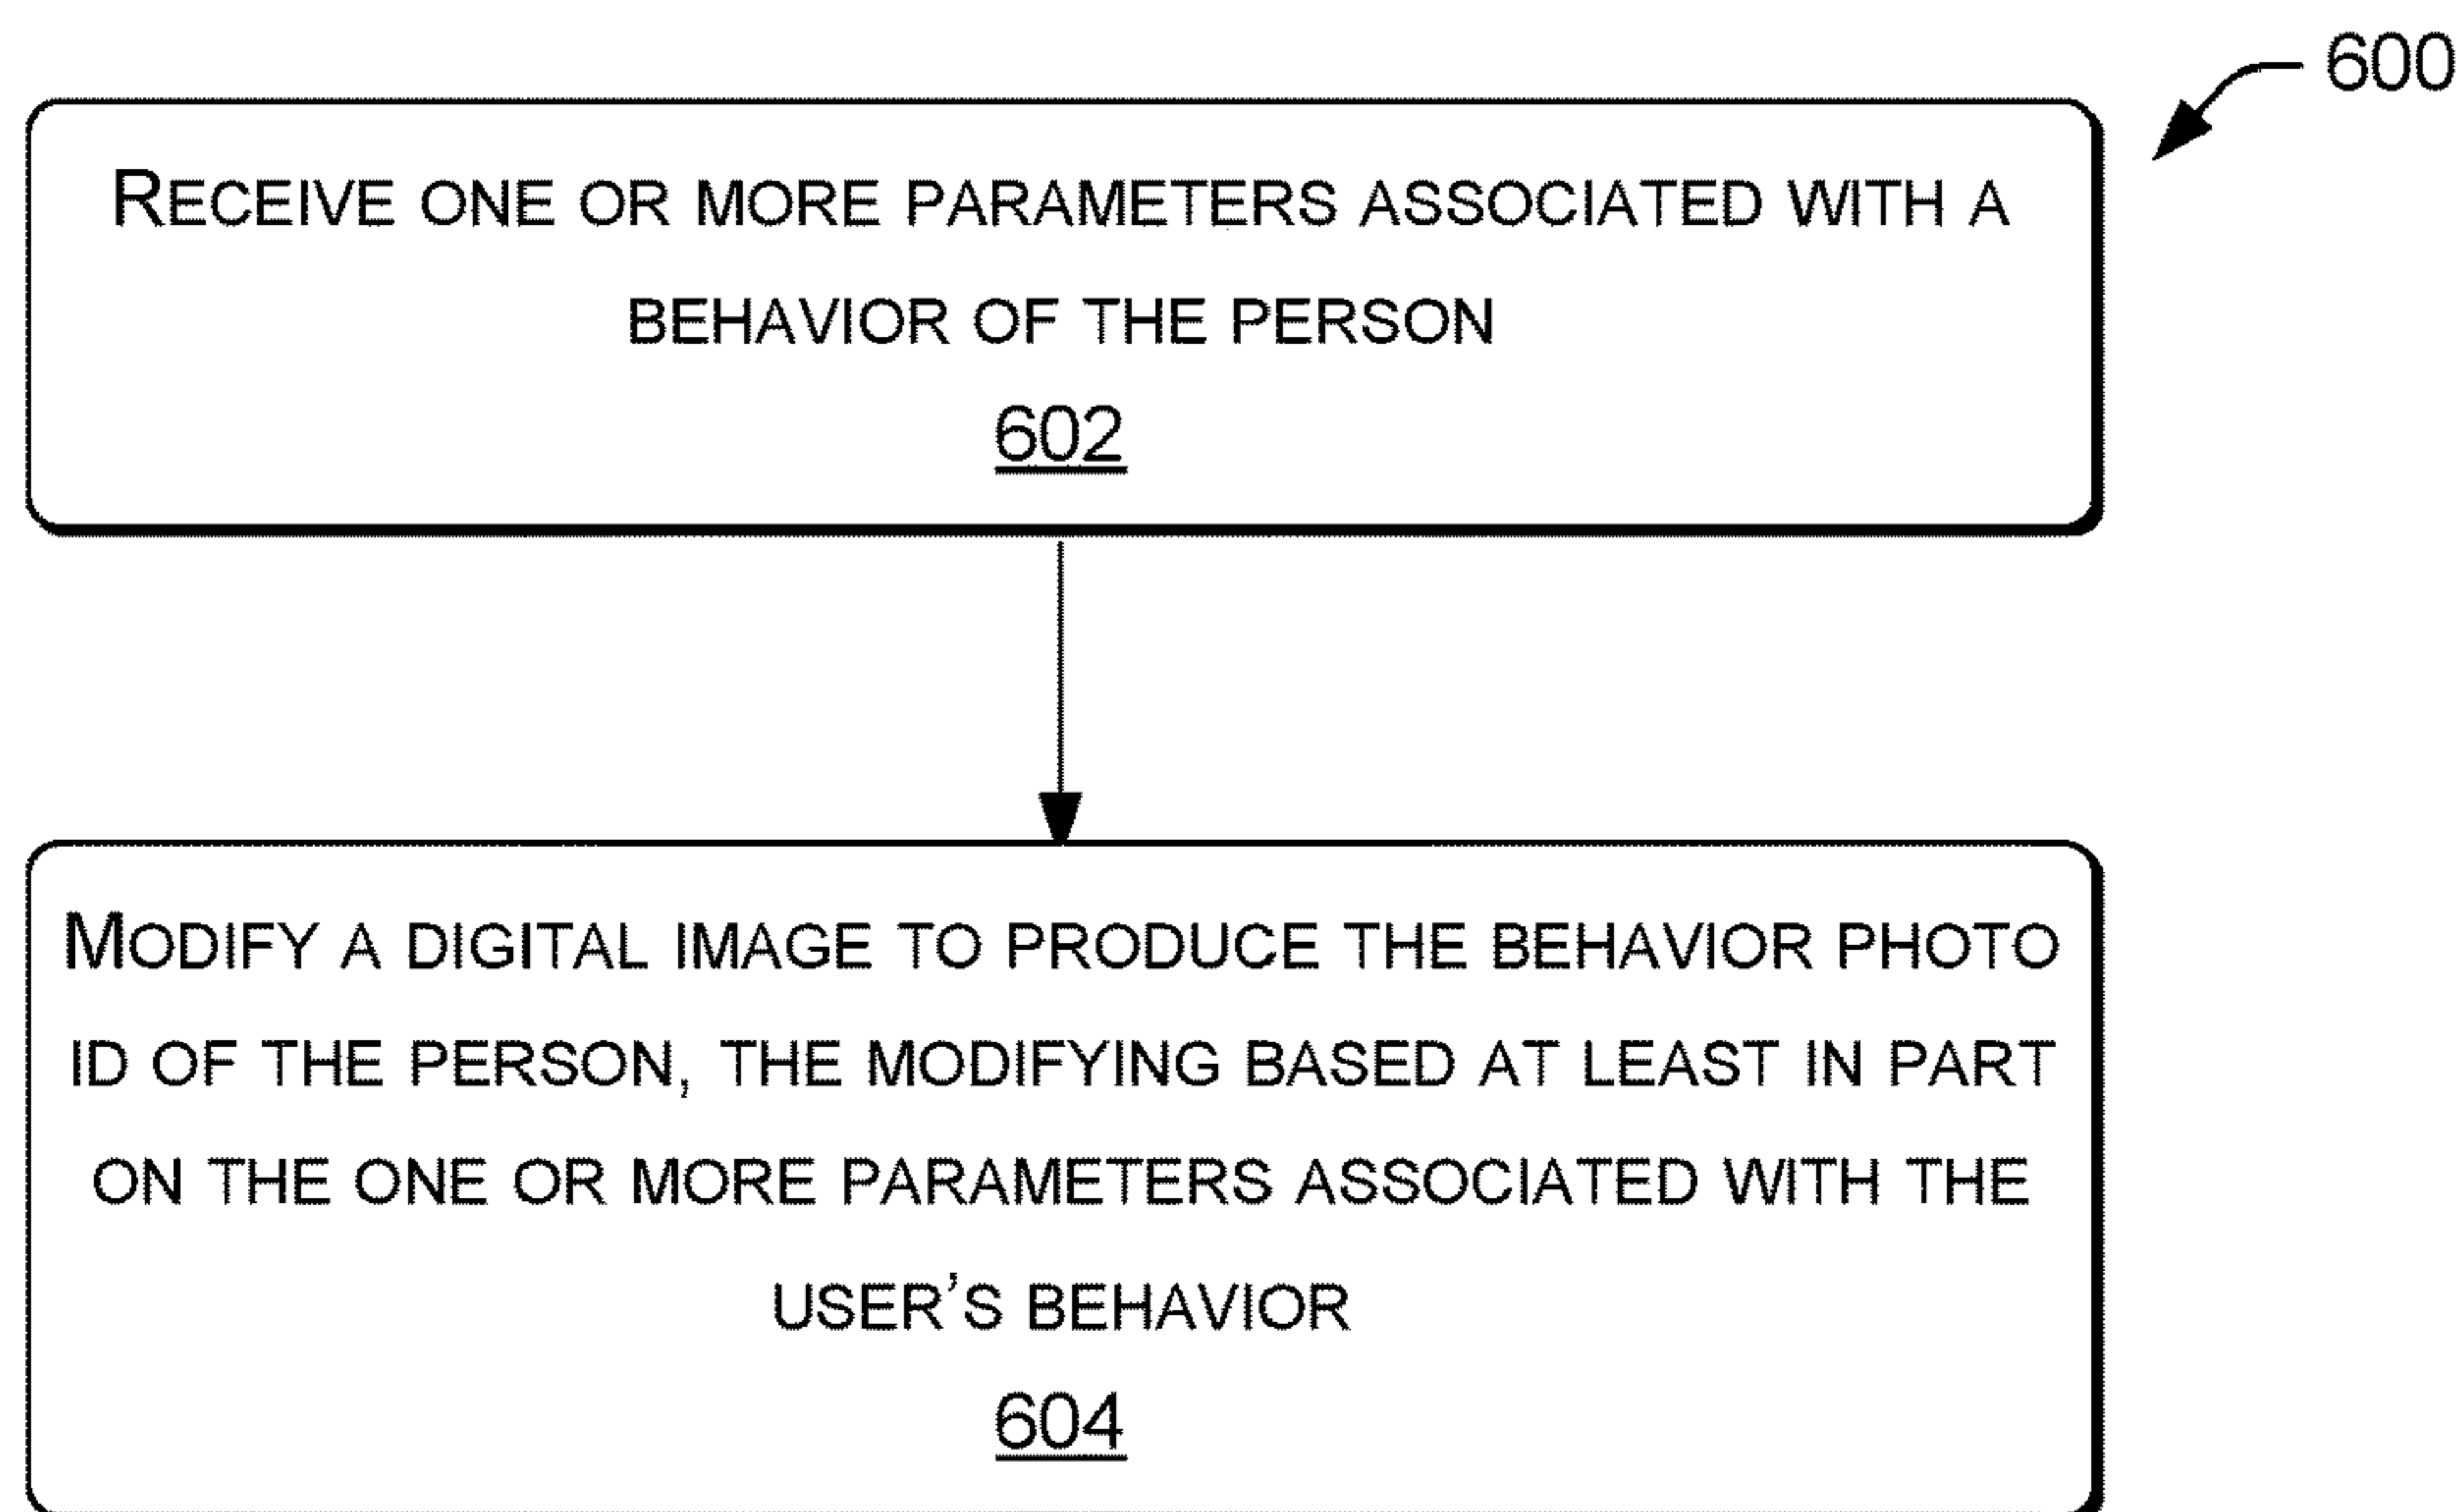 600
RECEIVE ONE OR MORE PARAMETERS ASSOCIATED WITH A
BEHAVIOR OF THE PERSON
602
MODIFY A DIGITAL IMAGE TO PRODUCE THE BEHAVIOR PHOTO
ID OF THE PERSON, THE MODIFYING BASED AT LEAST IN PART
ON THE ONE OR MORE PARAMETERS ASSOCIATED WITH THE
USER'S BEHAVIOR
604